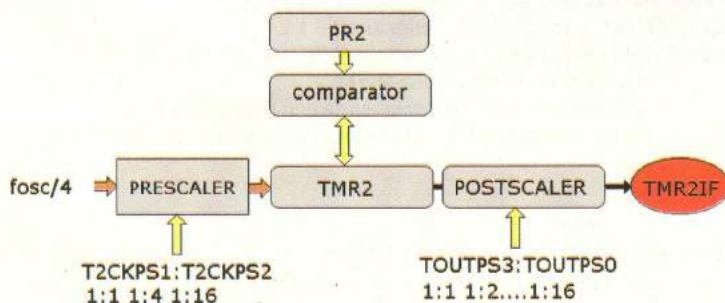 PR2
comparator
fosc/4
PRESCALER
TMR2
POSTSCALER
TMR2IF
T2CKPS1:T2CKPS2
1:1 1:4 1:16
TOUTPS3:TOUTPS0
1:1 1:2....1:16